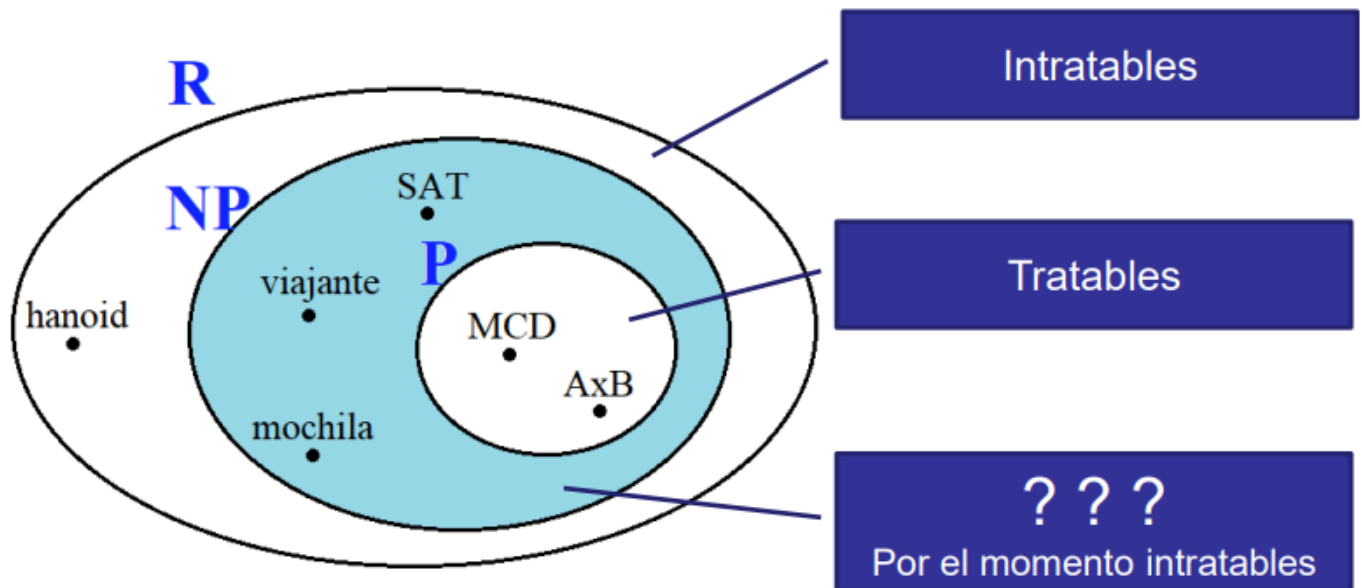 R
Intratables
NP
SAT
P
viajante
Tratables
hanoid
MCD
AxB
mochila
? ? ?
Por el momento intratables